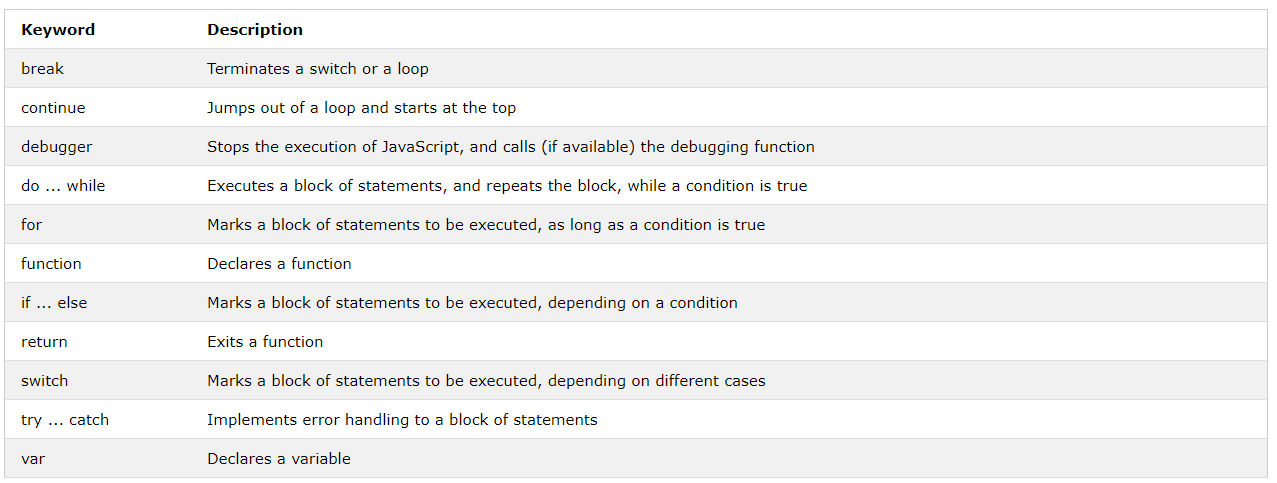 Keyword Description
break Terminates a switch or a loop
continue Jumps out of a loop and starts at the top
debugger Stops the execution of JavaScript, and calls (if available) the debugging function
do ... while Executes a block of statements, and repeats the block, while a condition is true
for Marks a block of statements to be executed, as long as a condition is true
function Declares a function
if ... else Marks a block of statements to be executed, depending on a condition
return Exits a function
switch Marks a block of statements to be executed, depending on different cases
try ... catch Implements error handling to a block of statements
var Declares a variable